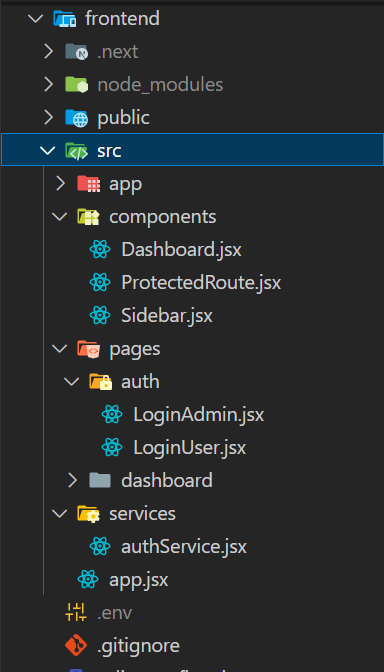 frontend
.next
node_modules
public
src
app
components
Dashboard.jsx
ProtectedRoute.jsx
Sidebar.jsx
pages
auth
LoginAdmin.jsx
LoginUser.jsx
dashboard
services
authService.jsx
app.jsx
.env
.gitignore